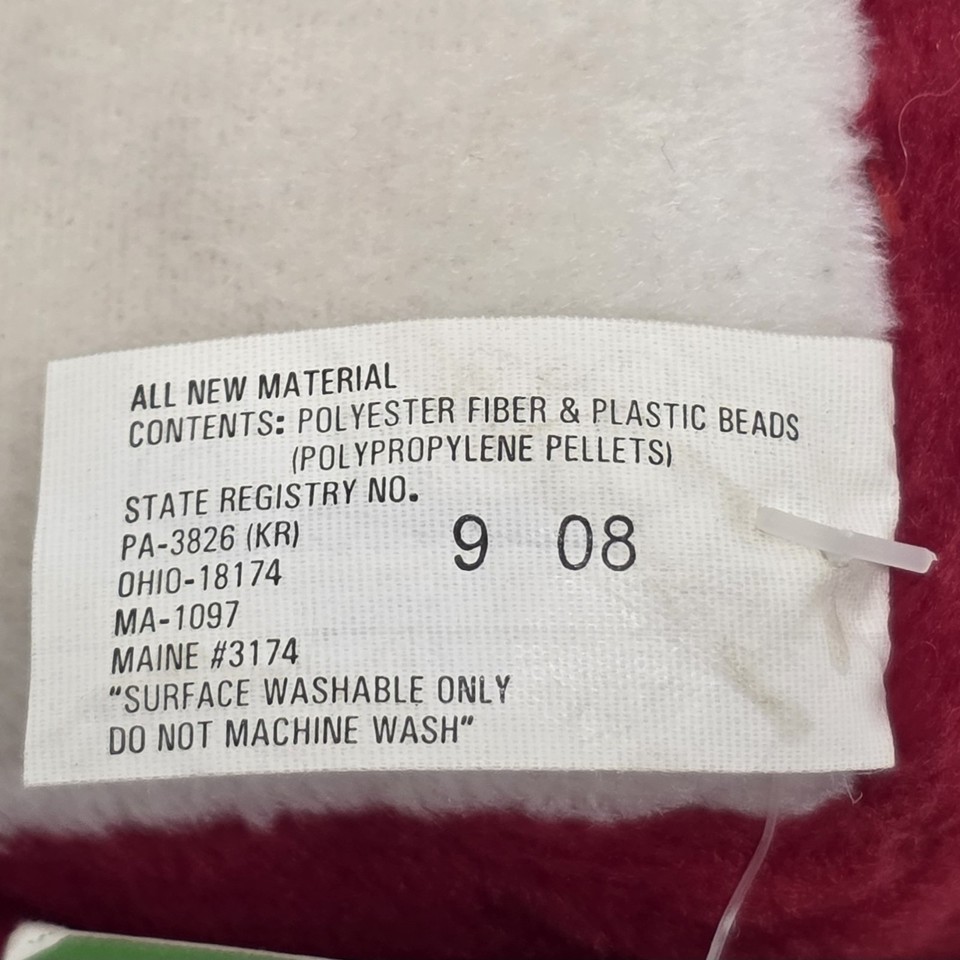 ALL NEW MATERIAL
CONTENTS: POLYESTER FIBER & PLASTIC BEADS
(POLYPROPYLENE PELLETS)
STATE REGISTRY NO.
PA-3826 (KR)
9 08
OHIO-18174
MA-1097
MAINE #3174
"SURFACE WASHABLE ONLY
DO NOT MACHINE WASH"